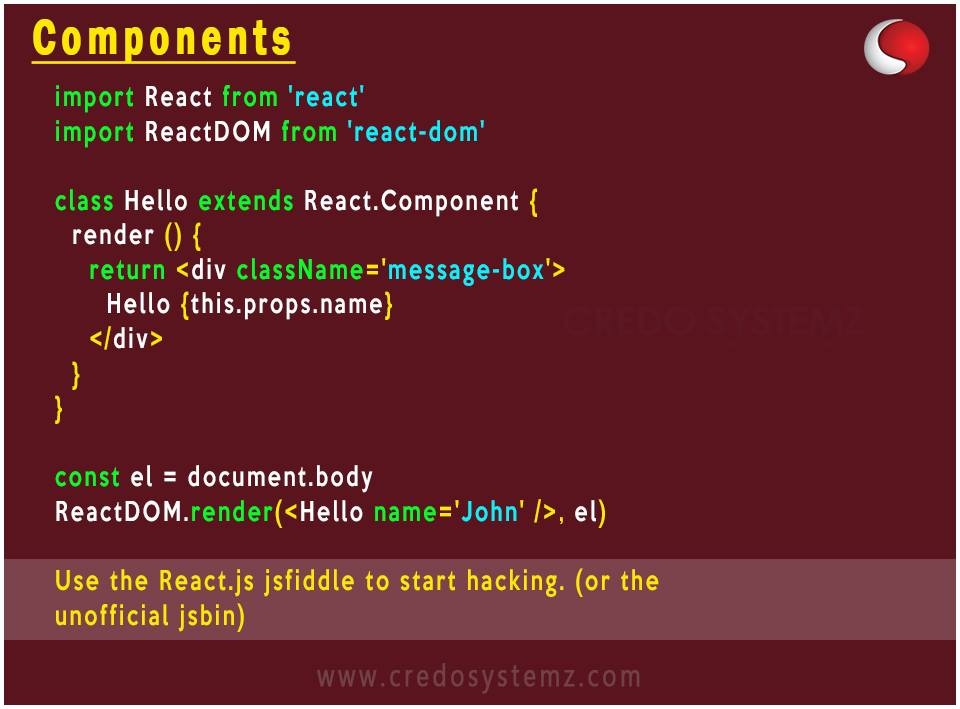 Components
import React from 'react'
import ReactDOM from 'react-dom'
class Hello extends React.Component {
render () {
return <div className='message-box'>
Hello {this.props.name}
</div>
}
}
CREDO SYSTEMZ
const el = document.body
ReactDOM.render(<Hello name='John' />, el)
Use the React.js jsfiddle to start hacking. (or the
unofficial jsbin)
www.credosystemz.com